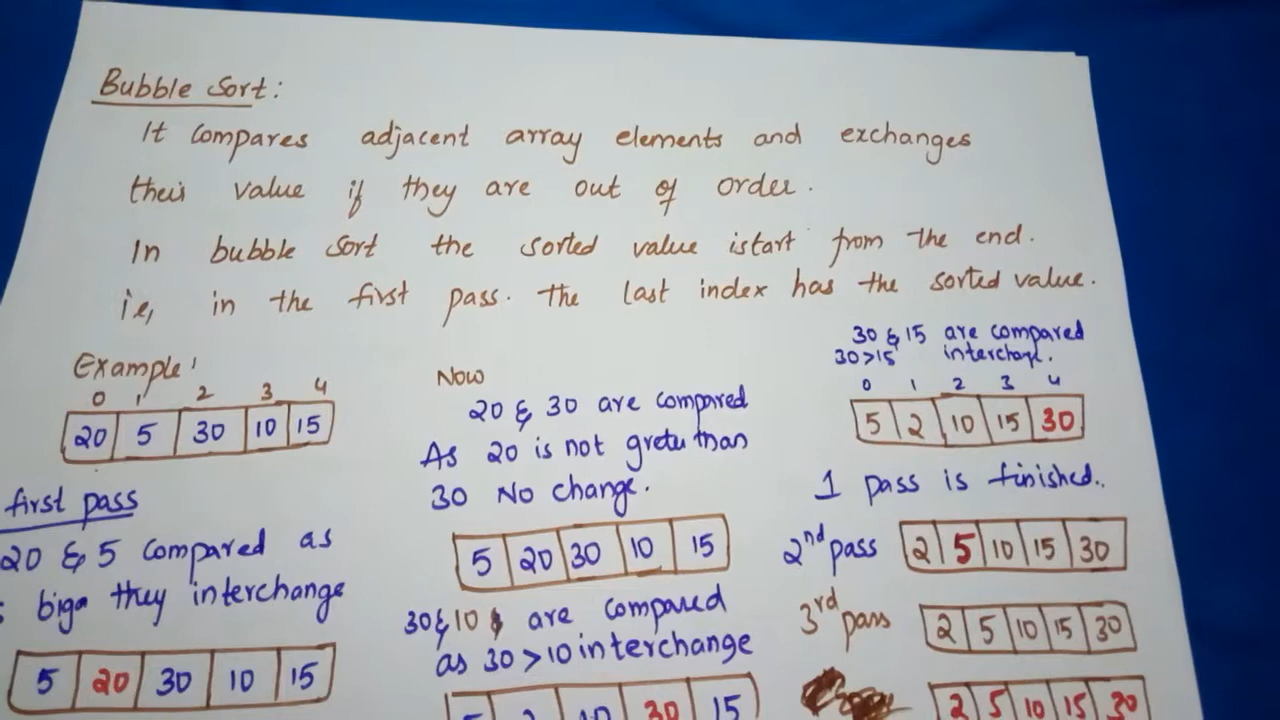 Bubble Sort:
It compares adjacent array elements and exchanges
their value if they are out of order.
In bubble sort the sorted value istart from the end.
ie, in the first pass. The last index has the sorted value.
Example:
0 1 2 3 4
20 5 30 10 15
first pass
20 & 5 compared as
big they interchange
5 20 30 10 15
Now
20 & 30 are compared
As 20 is not greter than
30 No change.
5 20 30 10 15
30 & 10 are compared
as 30 > 10 interchange
30 15
30 & 15 are compared
30>15 interchange.
0 1 2 3 4
5 2 10 15 30
1 pass is finished..
2nd pass 2 5 10 15 30
3rd pass 2 5 10 15 30
2 5 10 15 30